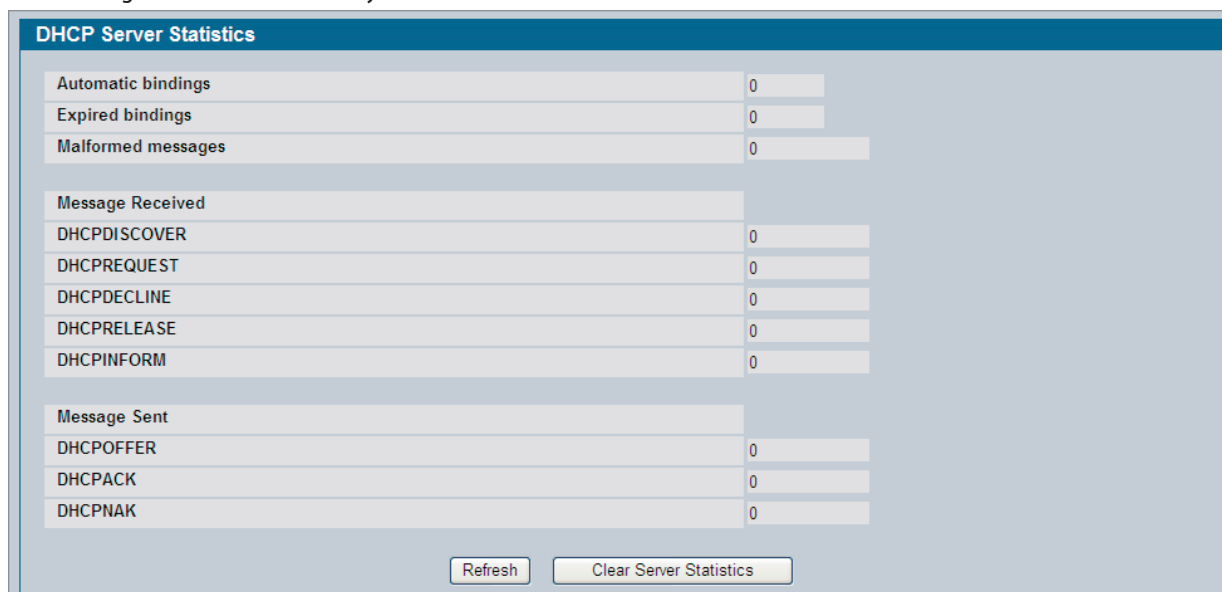 DHCP Server Statistics
Automatic bindings 0
Expired bindings 0
Malformed messages 0
Message Received
DHCPDISCOVER 0
DHCPREQUEST 0
DHCPDECLINE 0
DHCPRELEASE 0
DHCPINFORM 0
Message Sent
DHCPOFFER 0
DHCPACK 0
DHCPNAK 0
Refresh Clear Server Statistics